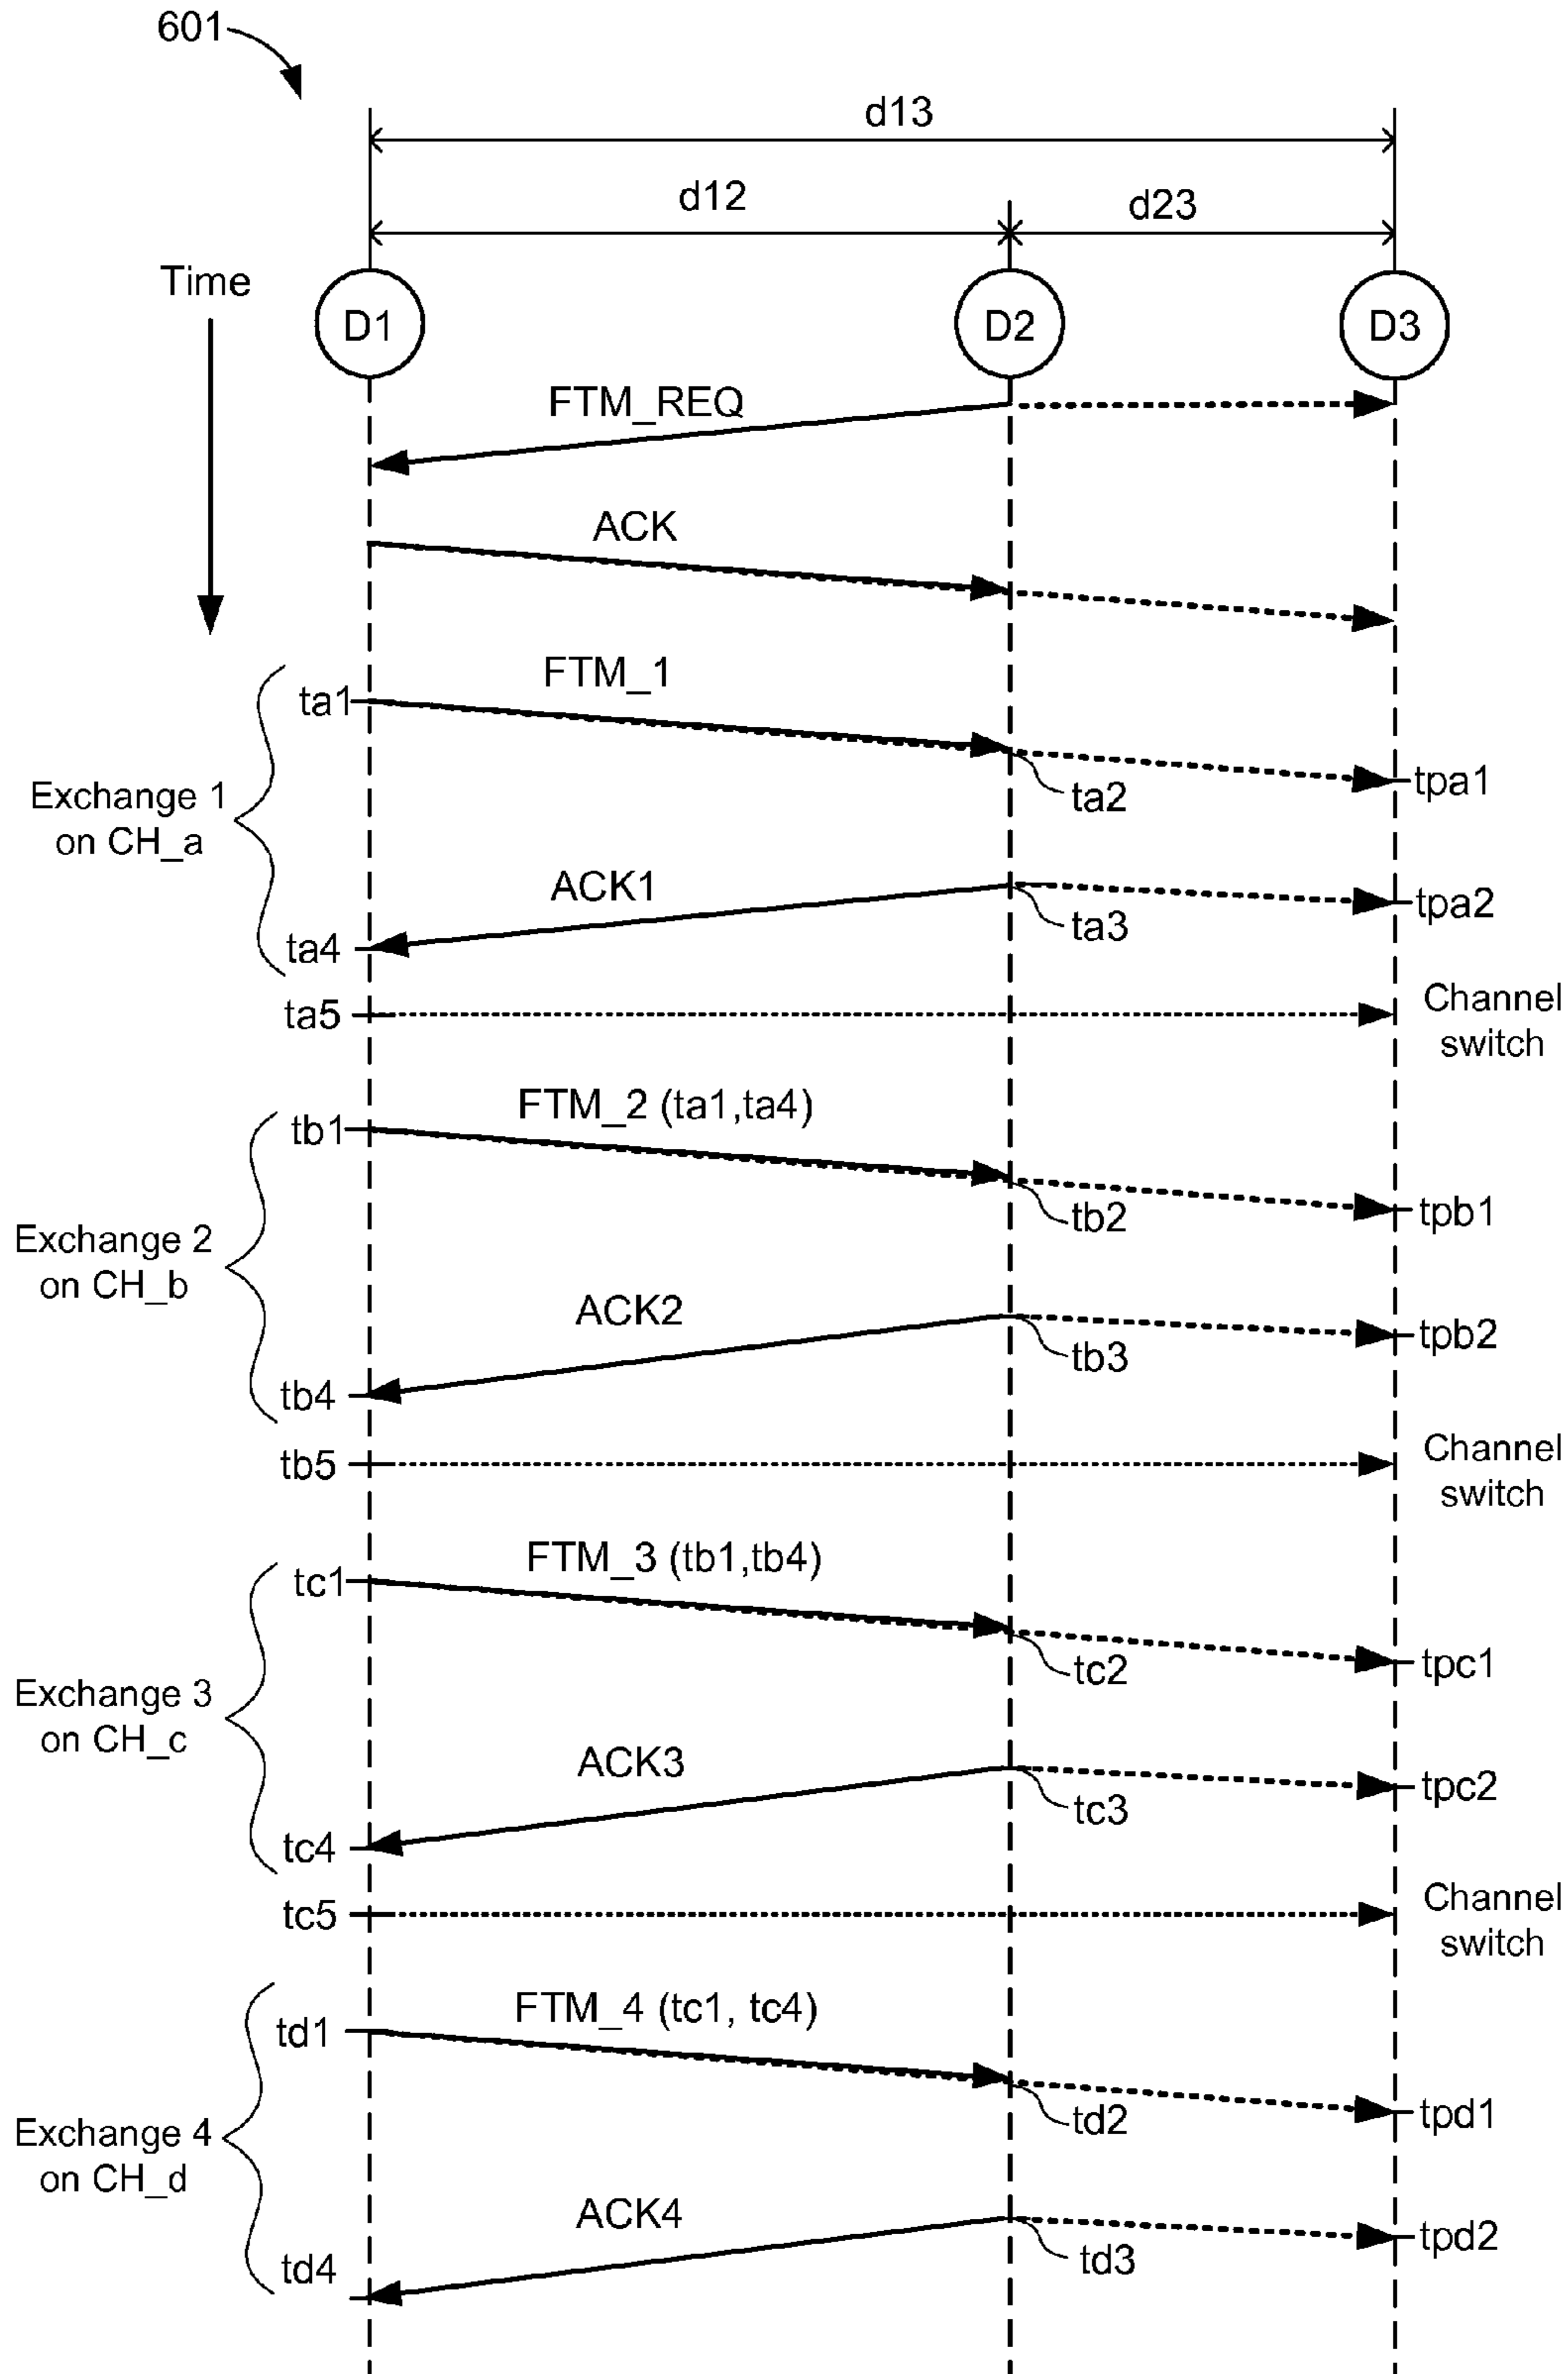 601
d13
d12
d23
Time
D1
D2
D3
FTM_REQ
ACK
FTM_1
ta1
ta2
tpa1
Exchange 1
on CH_a
ACK1
tpa2
ta3
ta4
ta5
Channel
switch
FTM_2 (ta1,ta4)
tb1
tb2
tpb1
Exchange 2
on CH_b
ACK2
tpb2
tb3
tb4
tb5
Channel
switch
FTM_3 (tb1,tb4)
tc1
tc2
tpc1
Exchange 3
on CH_c
ACK3
tpc2
tc3
tc4
tc5
Channel
switch
FTM_4 (tc1, tc4)
td1
td2
tpd1
Exchange 4
on CH_d
ACK4
tpd2
td3
td4